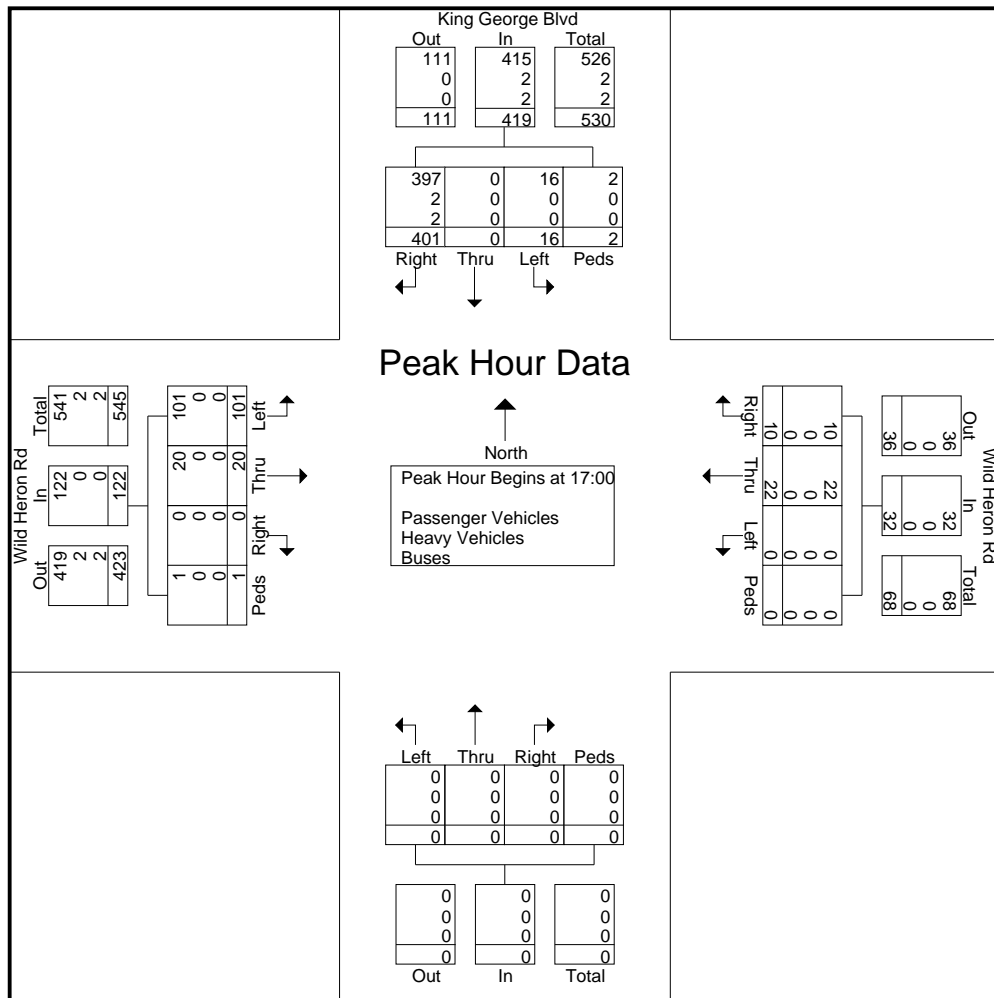 King George Blvd
Out In Total
111 415 526
0 2 2
0 2 2
111 419 530
397 0 16 2
2 0 0 0
2 0 0 0
401 0 16 2
Right Thru Left Peds
Peak Hour Data
North
Peak Hour Begins at 17:00
Passenger Vehicles
Heavy Vehicles
Buses
Wild Heron Rd
Out In Total
419 122 541
2 0 2
2 0 2
423 122 545
Left
101 0 0 101
Thru
20 0 0 20
Right
0 0 0 0
Peds
1 0 0 1
Wild Heron Rd
Out In Total
36 32 68
0 0 0
0 0 0
36 32 68
Right
10 0 0 10
Thru
22 0 0 22
Left
0 0 0 0
Peds
0 0 0 0
Left Thru Right Peds
0 0 0 0
0 0 0 0
0 0 0 0
0 0 0 0
0 0 0
0 0 0
0 0 0
0 0 0
Out In Total